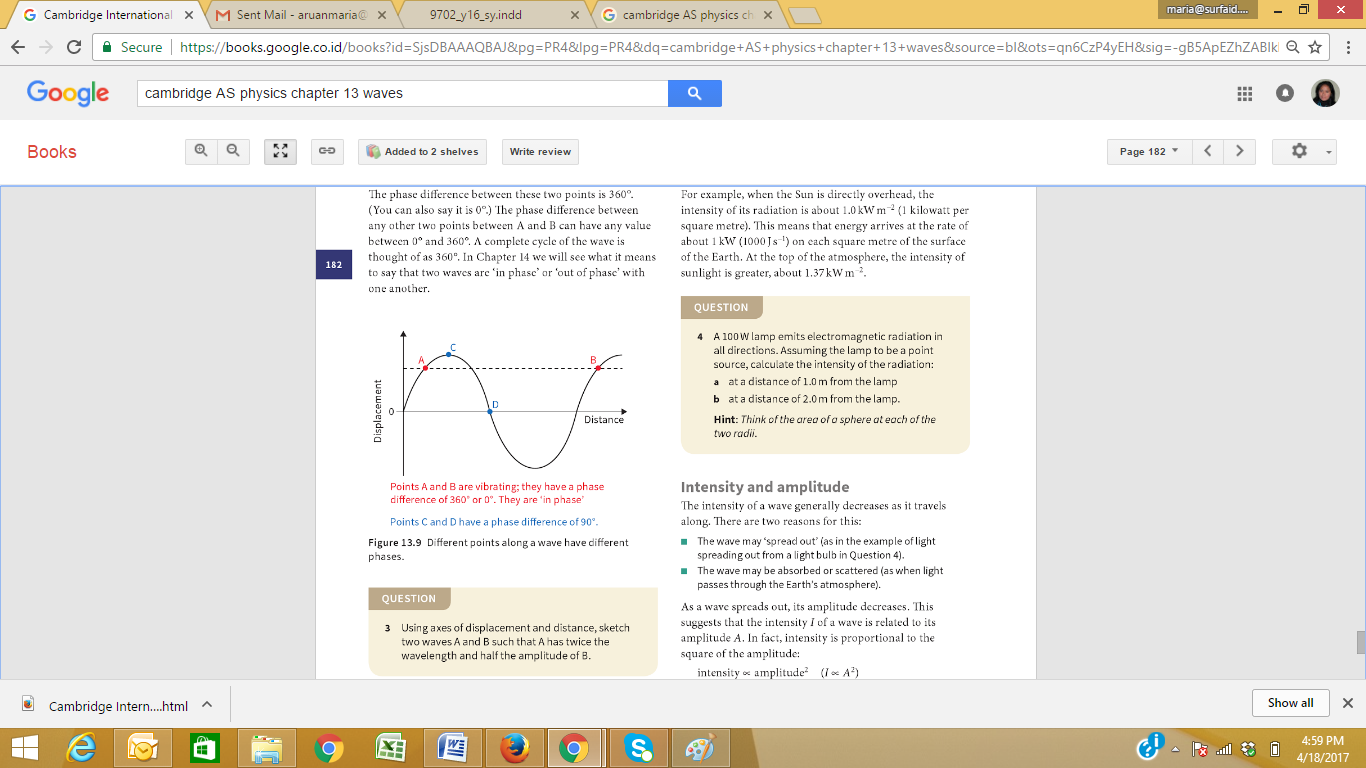 Cambridge International
Sent Mail - aruanmaria@
9702_y16_sy.indd
cambridge AS physics ch
maria@surfaid....
Secure
https://books.google.co.id/books?id=SjsDBAAAQBAJ&pg=PR4&lpg=PR4&dq=cambridge+AS+physics+chapter+13+waves&source=bl&ots=qn6CzP4yEH&sig=-gB5ApEZhZABIkl
Google
cambridge AS physics chapter 13 waves
Books
Added to 2 shelves
Write review
Page 182
The phase difference between these two points is 360°.
(You can also say it is 0°.) The phase difference between
any other two points between A and B can have any value
between 0° and 360°. A complete cycle of the wave is
thought of as 360°. In Chapter 14 we will see what it means
to say that two waves are ‘in phase’ or ‘out of phase’ with
one another.
182
C
A
B
D
Displacement
0
Distance
Points A and B are vibrating; they have a phase
difference of 360° or 0°. They are ‘in phase’
Points C and D have a phase difference of 90°.
Figure 13.9 Different points along a wave have different
phases.
QUESTION
3 Using axes of displacement and distance, sketch
two waves A and B such that A has twice the
wavelength and half the amplitude of B.
For example, when the Sun is directly overhead, the
intensity of its radiation is about 1.0 kW m⁻² (1 kilowatt per
square metre). This means that energy arrives at the rate of
about 1 kW (1000 J s⁻¹) on each square metre of the surface
of the Earth. At the top of the atmosphere, the intensity of
sunlight is greater, about 1.37 kW m⁻².
QUESTION
4 A 100 W lamp emits electromagnetic radiation in
all directions. Assuming the lamp to be a point
source, calculate the intensity of the radiation:
a at a distance of 1.0 m from the lamp
b at a distance of 2.0 m from the lamp.
Hint: Think of the area of a sphere at each of the
two radii.
Intensity and amplitude
The intensity of a wave generally decreases as it travels
along. There are two reasons for this:
■ The wave may ‘spread out’ (as in the example of light
spreading out from a light bulb in Question 4).
■ The wave may be absorbed or scattered (as when light
passes through the Earth’s atmosphere).
As a wave spreads out, its amplitude decreases. This
suggests that the intensity I of a wave is related to its
amplitude A. In fact, intensity is proportional to the
square of the amplitude:
intensity ∝ amplitude² (I ∝ A²)
Cambridge Intern....html
Show all
4:59 PM
4/18/2017